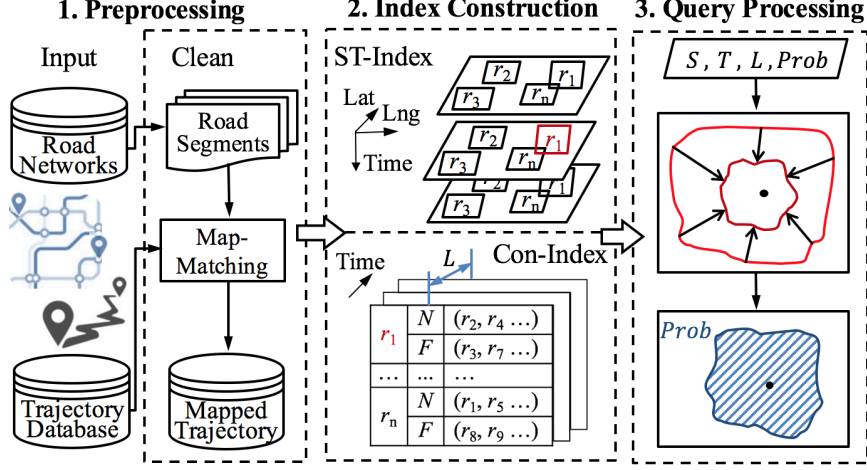 1. Preprocessing
2. Index Construction
3. Query Processing
Input
Clean
Road
Networks
Road
Segments
Map-
Matching
Trajectory
Database
Mapped
Trajectory
ST-Index
Lat
Lng
Time
r₂
r₁
r₃
rₙ
r₂
r₁
r₃
rₙ
r₂
r₁
r₃
rₙ
Con-Index
Time
L
r₁ N (r₂, r₄ ...)
F (r₃, r₇ ...)
... ... ...
rₙ N (r₁, r₅ ...)
F (r₈, r₉ ...)
S , T , L , Prob
Prob